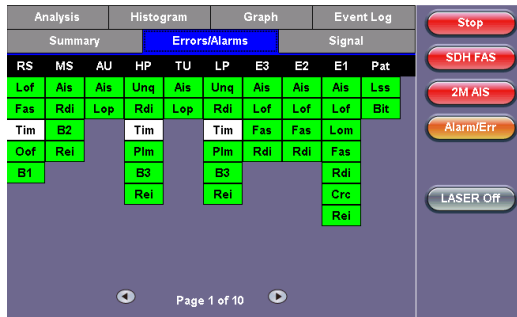 Analysis Histogram Graph Event Log
Summary Errors/Alarms Signal
RS MS AU HP TU LP E3 E2 E1 Pat
Lof Ais Ais Unq Ais Unq Ais Ais Ais Lss
Fas Rdi Lop Rdi Lop Rdi Lof Lof Lof Bit
Tim B2 Tim Tim Fas Fas Lom
Oof Rei Plm Plm Rdi Rdi Fas
B1 B3 B3 Rdi
Rei Rei Crc
Rei
Page 1 of 10
Stop
SDH FAS
2M AIS
Alarm/Err
LASER Off